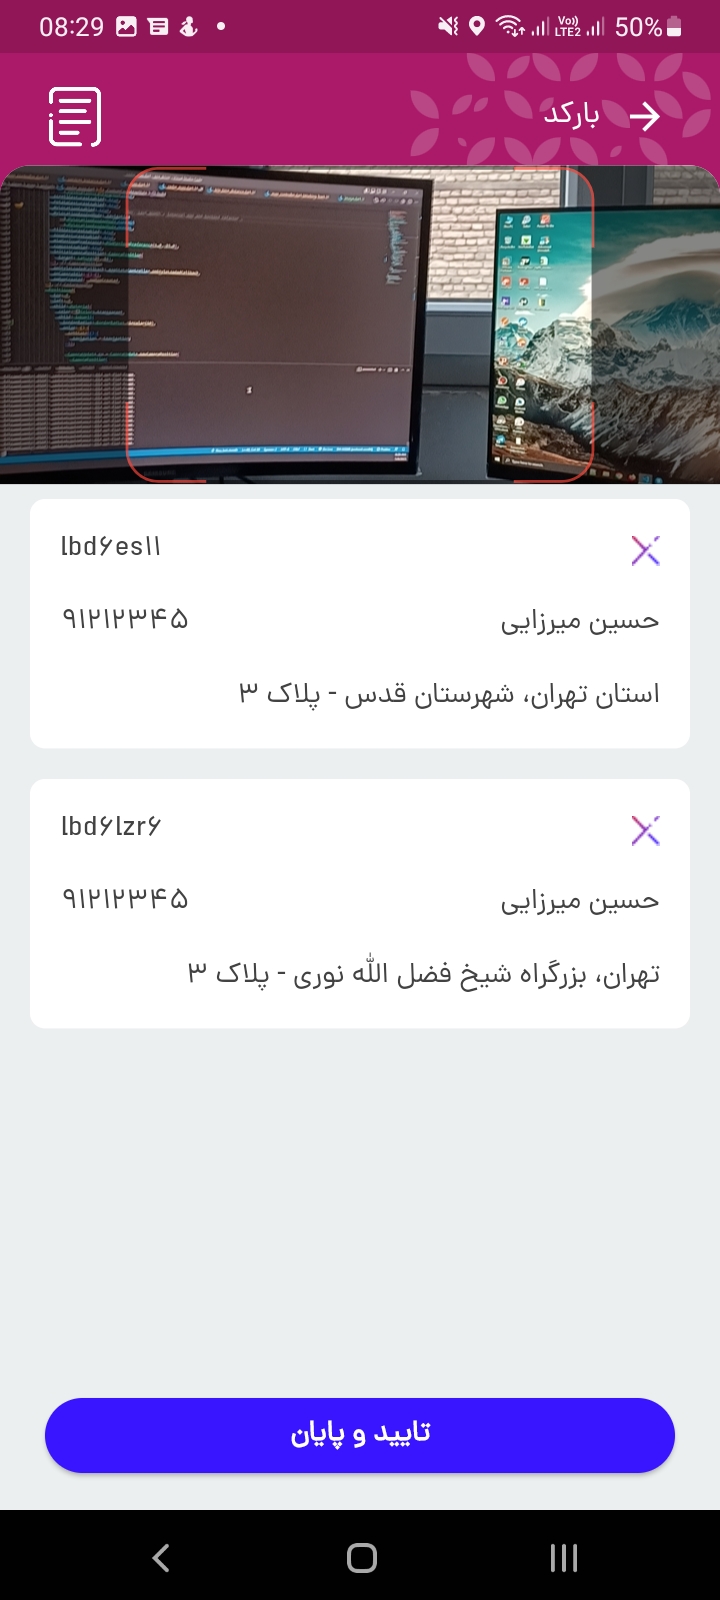 08:29
Vo)) LTE2 50%
بارکد
lbd۶es۱۱
حسین میرزایی ۹۱۲۱۲۳۴۵
استان تهران، شهرستان قدس - پلاک ۳
lbd۶lzr۶
حسین میرزایی ۹۱۲۱۲۳۴۵
تهران، بزرگراه شیخ فضل الله نوری - پلاک ۳
تایید و پایان